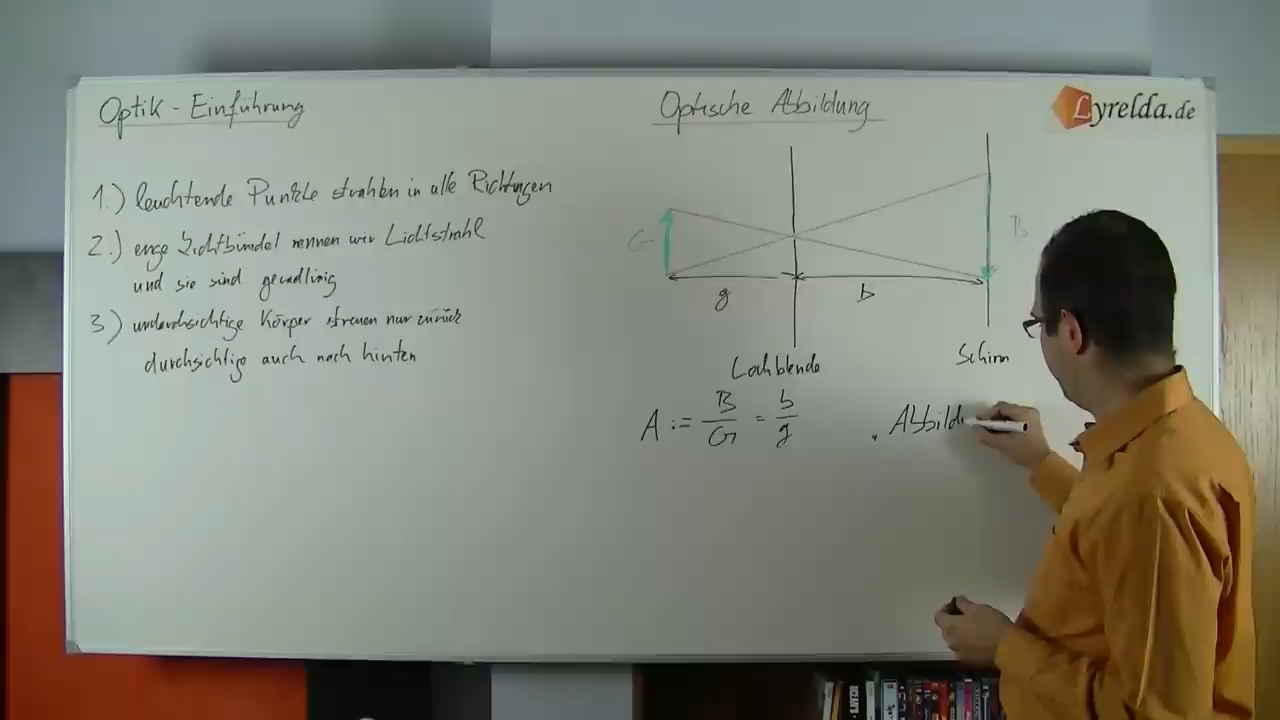 Optik - Einführung
1.) leuchtende Punkte strahlen in alle Richtungen
2.) enge Lichtbündel nennen wir Lichtstrahl
und sie sind geradlinig
3.) undurchsichtige Körper streuen nur zurück
durchsichtige auch nach hinten
Optische Abbildung
Lyrelda.de
G
B
g
b
Lochblende
Schirm
A := B/G = b/g
„Abbild